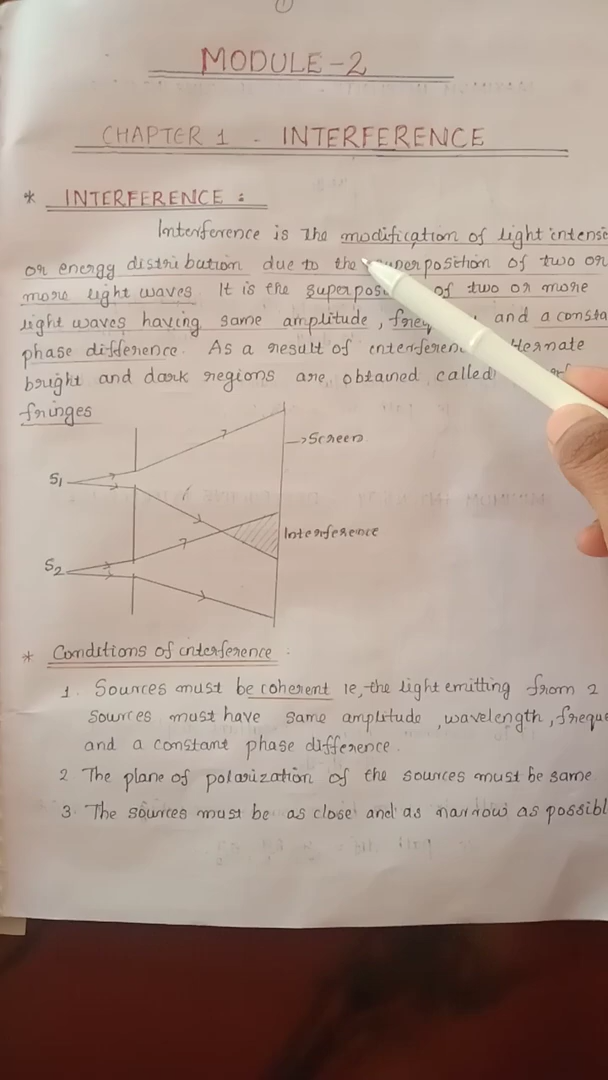 1
MODULE-2
CHAPTER 1 - INTERFERENCE
* INTERFERENCE :
Interference is the modification of light intens
or energy distribution due to the superposition of two or
more light waves. It is the superpos of two or more
light waves having same amplitude, freq and a consta
phase difference. As a result of interferen ternate
bright and dark regions are obtained called
fringes
→Screen
S1
Interference
S2
* Conditions of interference :
1. Sources must be coherent ie, the light emitting from 2
sources must have same amplitude, wavelength, freque
and a constant phase difference.
2 The plane of polarization of the sources must be same
3. The sources must be as close and as narrow as possibl